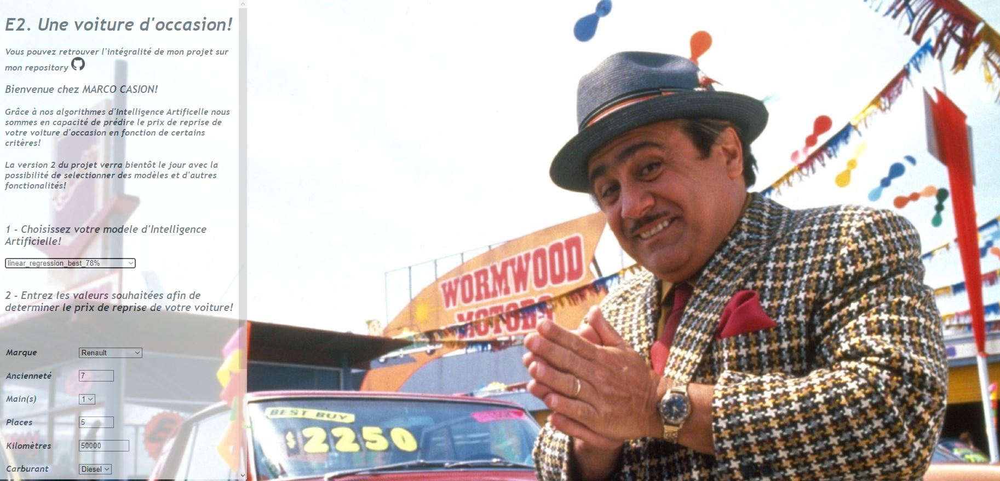 E2. Une voiture d'occasion!
Vous pouvez retrouver l'intégralité de mon projet sur
mon repository
Bienvenue chez MARCO CASION!
Grâce à nos algorithmes d'Intelligence Artificelle nous
sommes en capacité de prédire le prix de reprise de
votre voiture d'occasion en fonction de certains
critères!
La version 2 du projet verra bientôt le jour avec la
possibilité de selectionner des modèles et d'autres
fonctionalités!
1 - Choisissez votre modele d'Intelligence
Artificielle!
linear_regression_best_78%
2 - Entrez les valeurs souhaitées afin de
determiner le prix de reprise de votre voiture!
Marque Renault
Ancienneté 7
Main(s) 1
Places 5
Kilomètres 50000
Carburant Diesel
WORMWOOD
MOTORS
BEST BUY
$2250